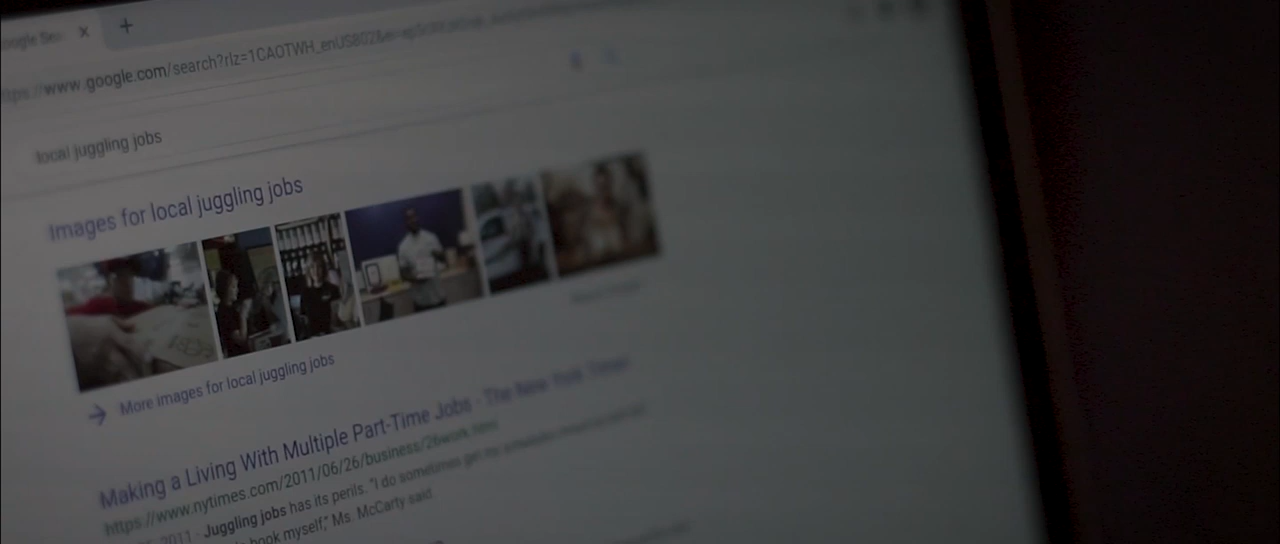 https://www.google.com/search?rlz=1CAOTWH_enUS802&ei=
local juggling jobs
Images for local juggling jobs
More images for local juggling jobs
Making a Living With Multiple Part-Time Jobs - The New York Times
https://www.nytimes.com/2011/06/26/business/26work.html
2011 - Juggling jobs has its perils. "I do sometimes get
book myself," Ms. McCarty said